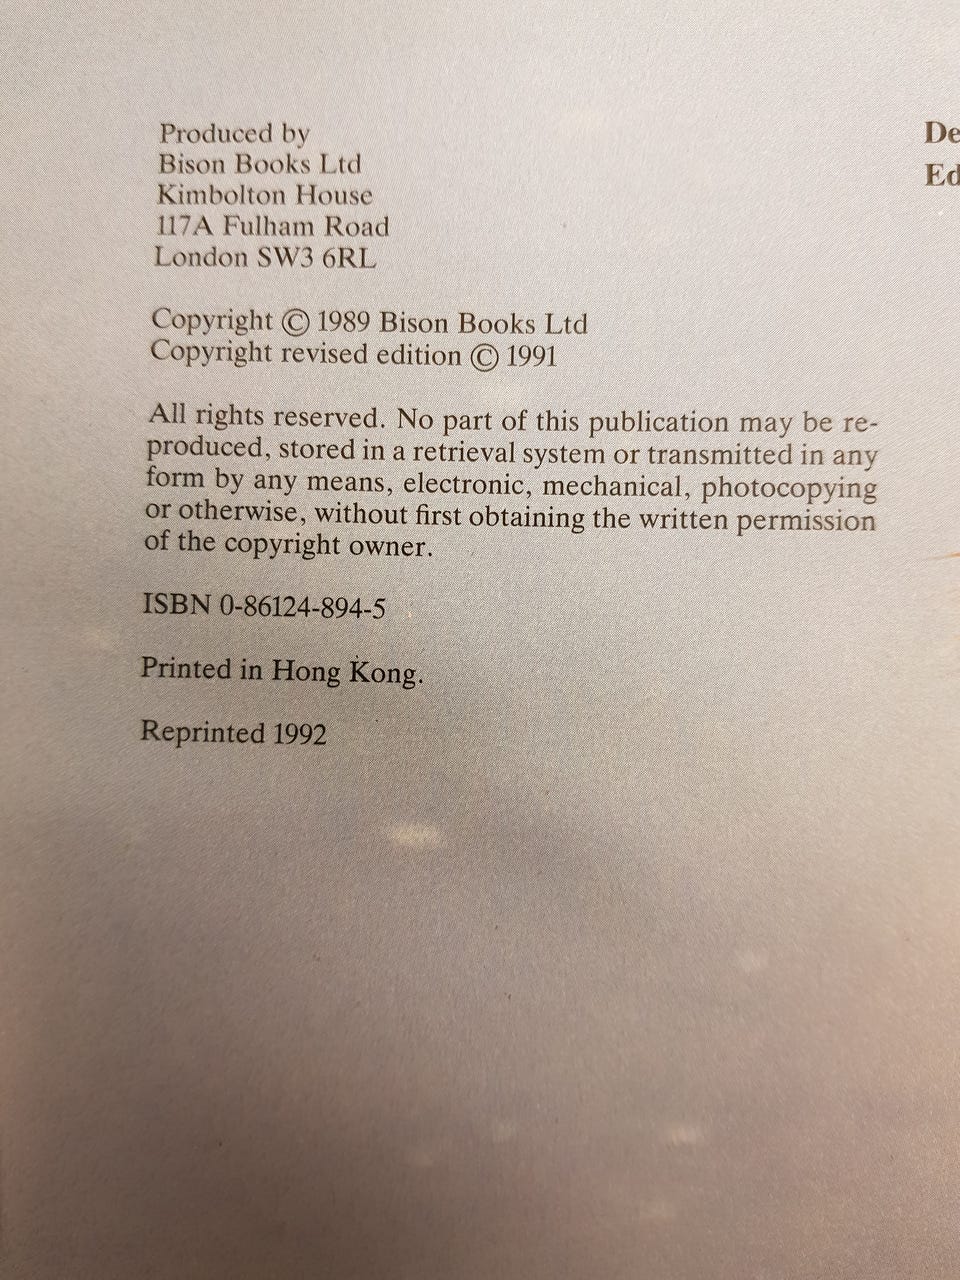 Produced by
Bison Books Ltd
Kimbolton House
117A Fulham Road
London SW3 6RL
Copyright © 1989 Bison Books Ltd
Copyright revised edition © 1991
All rights reserved. No part of this publication may be re-
produced, stored in a retrieval system or transmitted in any
form by any means, electronic, mechanical, photocopying
or otherwise, without first obtaining the written permission
of the copyright owner.
ISBN 0-86124-894-5
Printed in Hong Kong.
Reprinted 1992
De
Ed